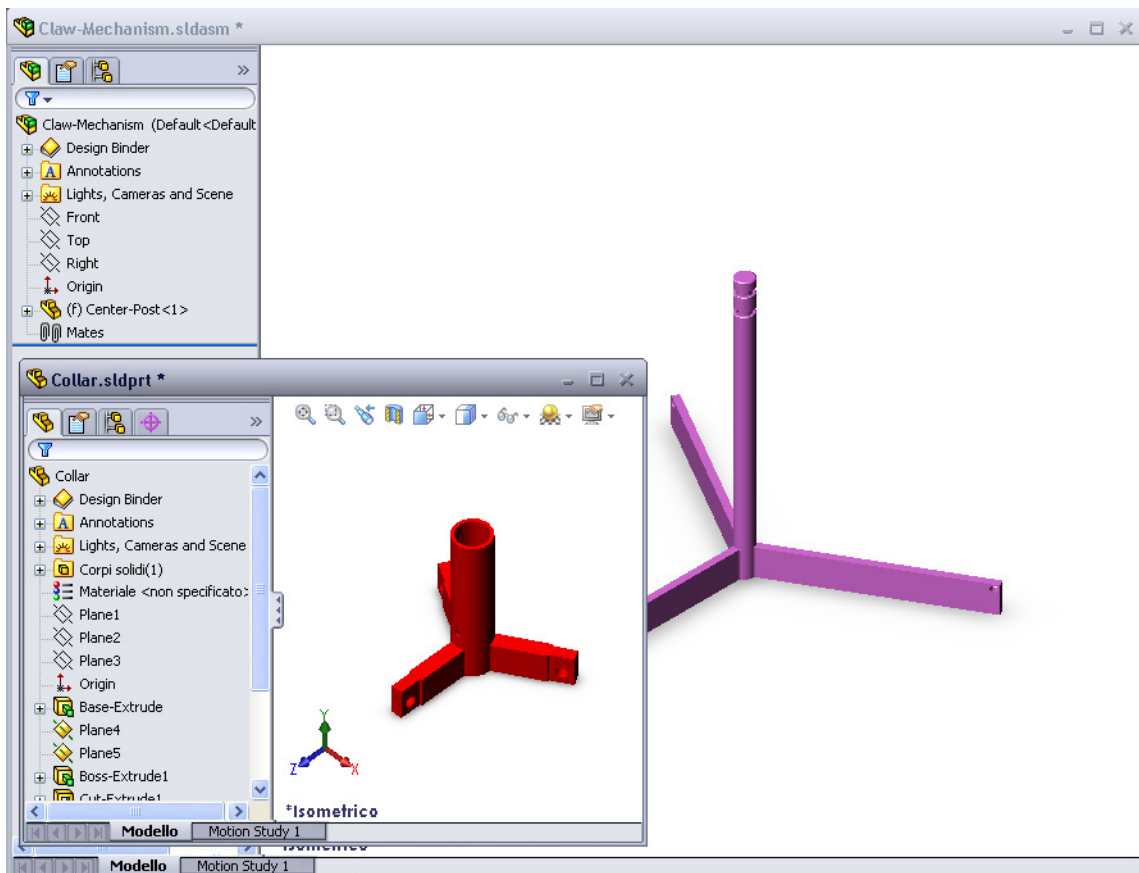 Claw-Mechanism.sldasm *
Claw-Mechanism (Default<Default
Design Binder
A Annotations
Lights, Cameras and Scene
Front
Top
Right
Origin
(f) Center-Post<1>
Mates
Collar.sldprt *
Collar
Design Binder
A Annotations
Lights, Cameras and Scene
Corpi solidi(1)
Materiale <non specificato>
Plane1
Plane2
Plane3
Origin
Base-Extrude
Plane4
Plane5
Boss-Extrude1
Cut-Extrude1
Y
Z X
*Isometrico
Modello Motion Study 1
Isometrico
Modello Motion Study 1